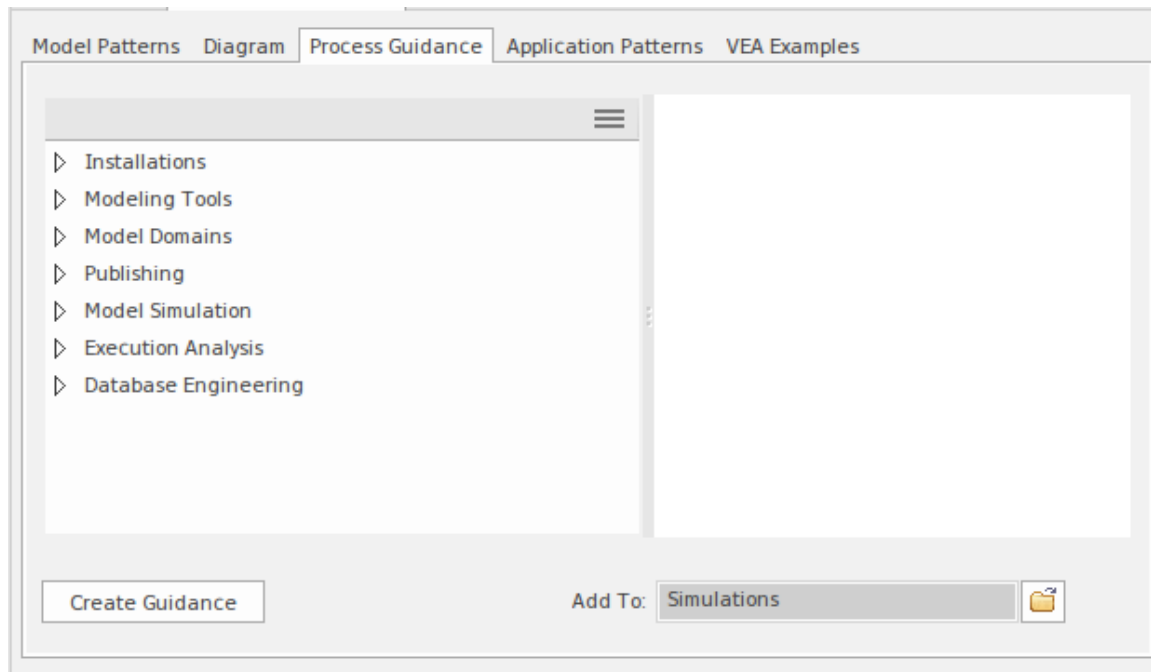 Model Patterns Diagram Process Guidance Application Patterns VEA Examples
Installations
Modeling Tools
Model Domains
Publishing
Model Simulation
Execution Analysis
Database Engineering
Create Guidance Add To: Simulations